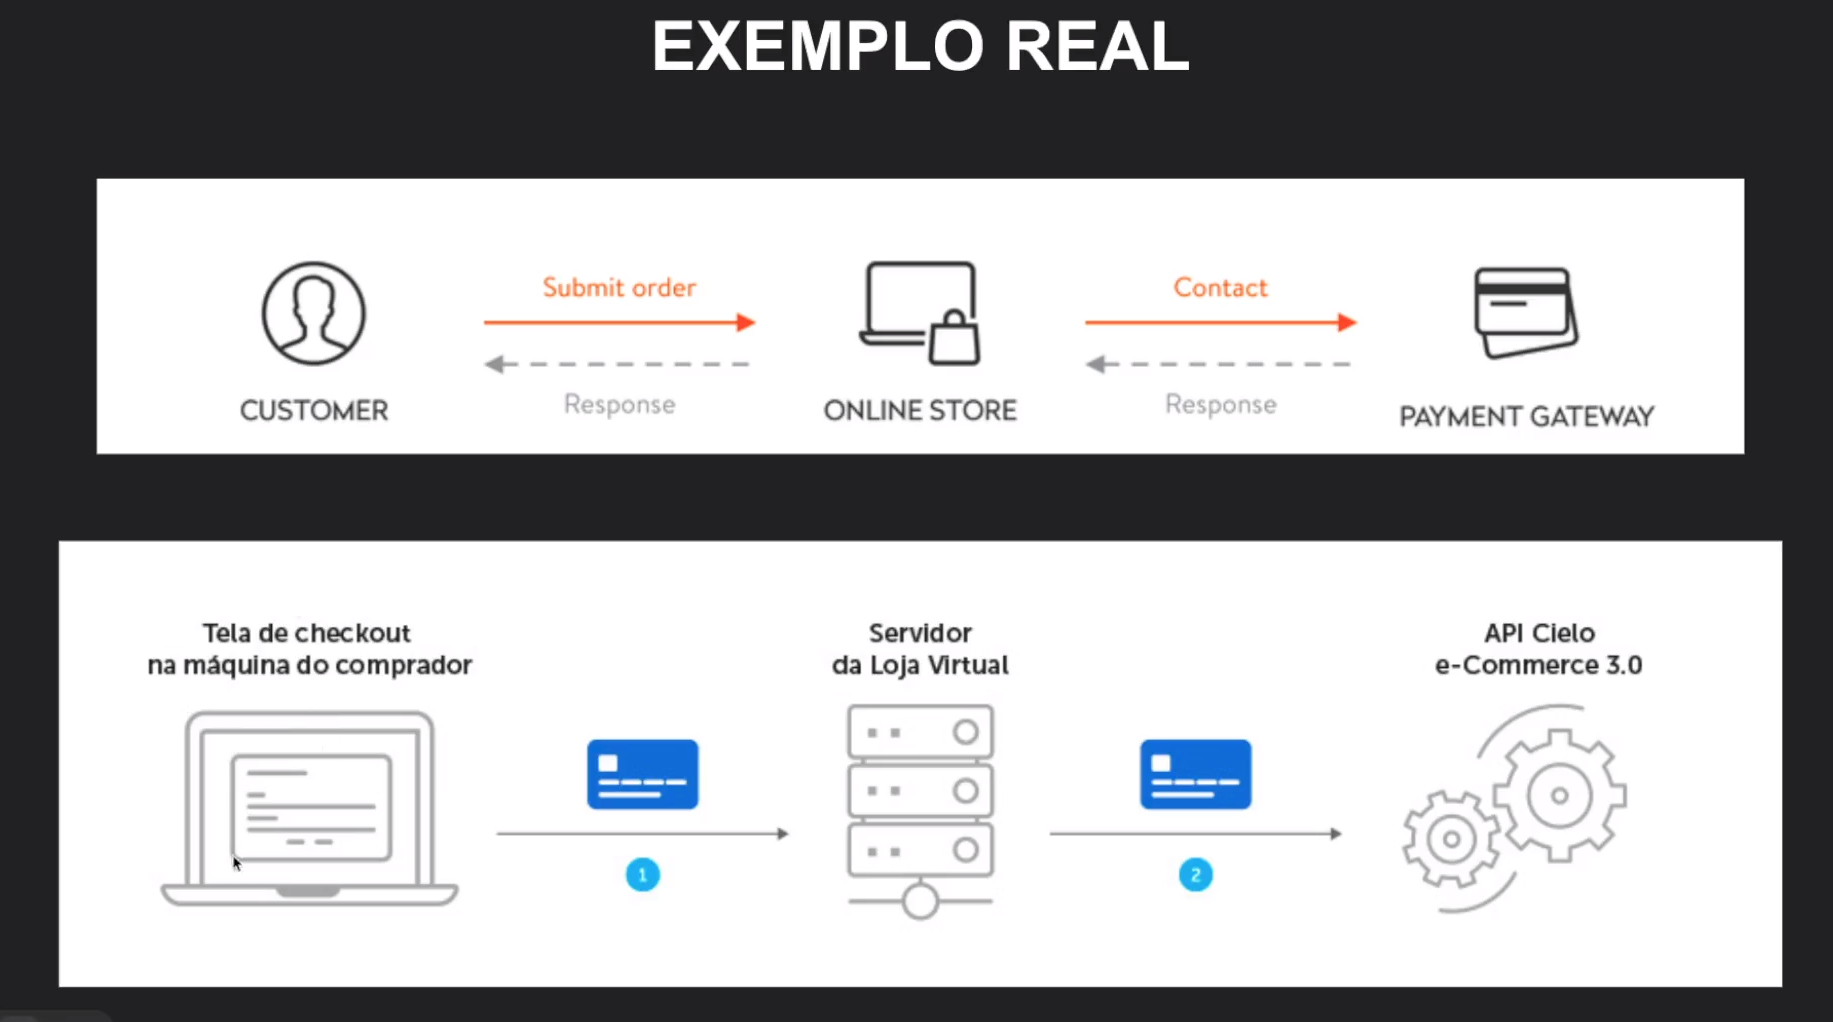 EXEMPLO REAL
Submit order
Contact
CUSTOMER
Response
ONLINE STORE
Response
PAYMENT GATEWAY
Tela de checkout
na máquina do comprador
Servidor
da Loja Virtual
API Cielo
e-Commerce 3.0
1
2